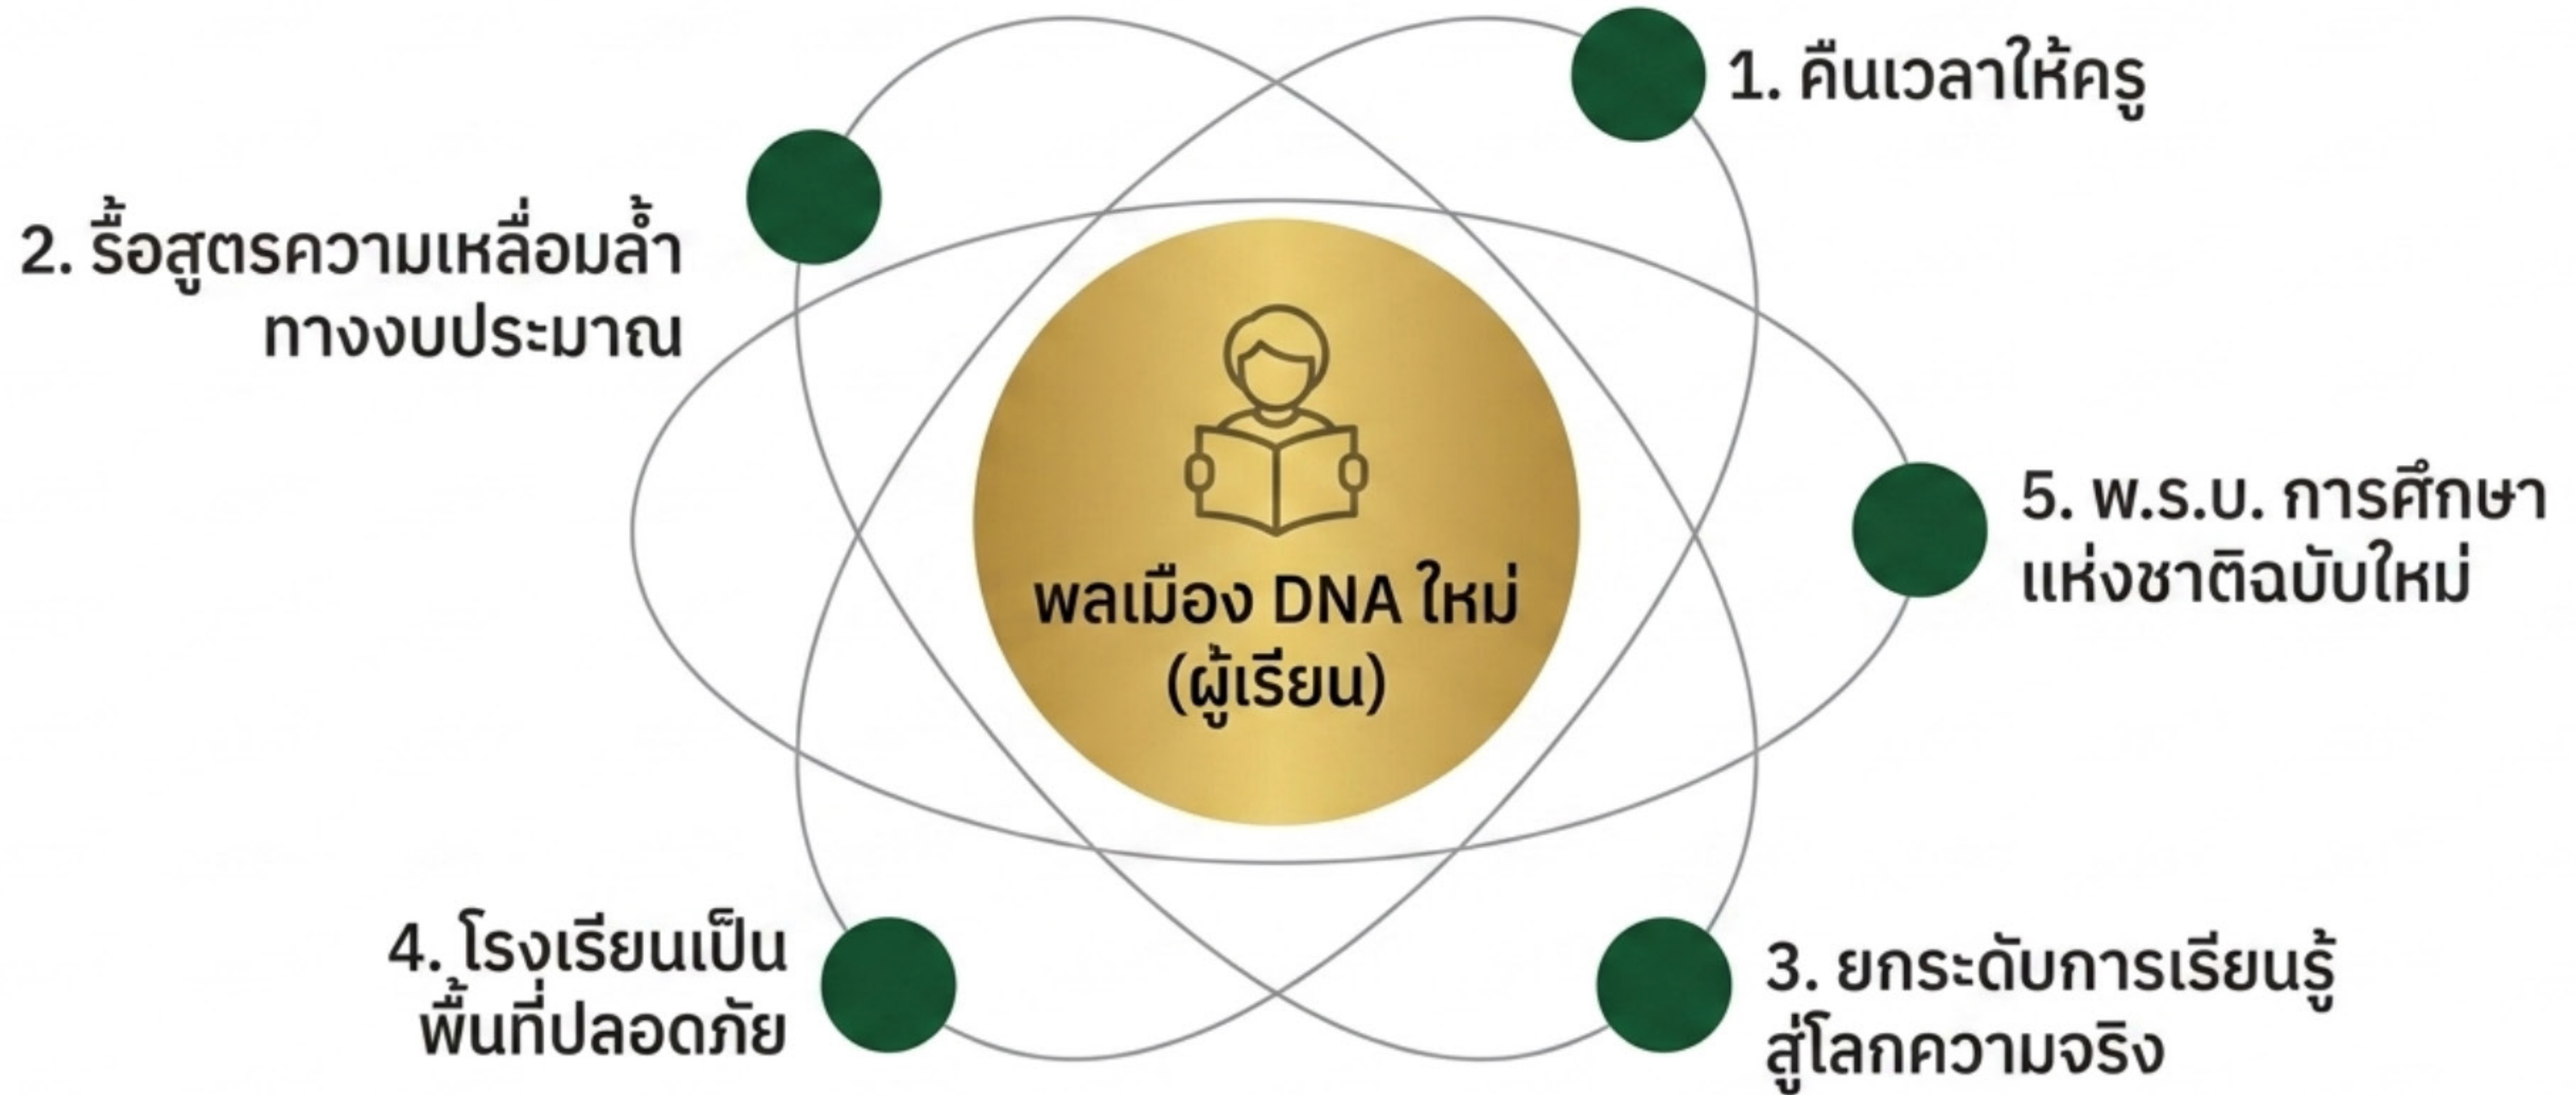 1. คืนเวลาให้ครู
2. รื้อสูตรความเหลื่อมล้ำ
ทางงบประมาณ
พลเมือง DNA ใหม่
(ผู้เรียน)
5. พ.ร.บ. การศึกษา
แห่งชาติฉบับใหม่
4. โรงเรียนเป็น
พื้นที่ปลอดภัย
3. ยกระดับการเรียนรู้
สู่โลกความจริง